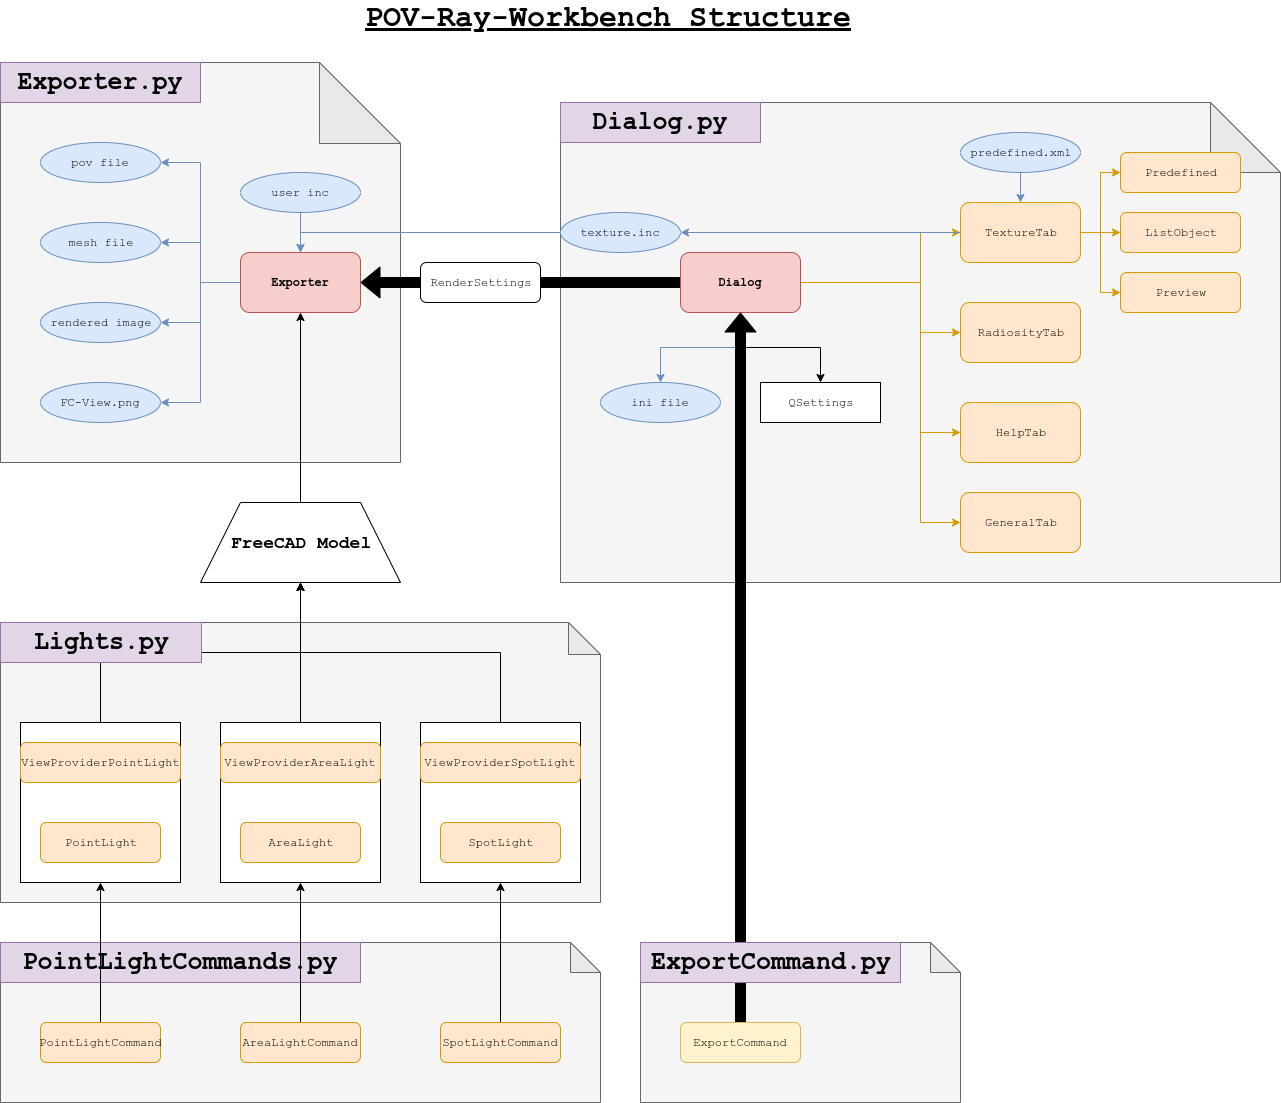 POV-Ray-Workbench Structure
Exporter.py
pov file
user inc
mesh file
Exporter
rendered image
FC-View.png
RenderSettings
Dialog.py
predefined.xml
Predefined
texture.inc
TextureTab
ListObject
Dialog
Preview
RadiosityTab
ini file
QSettings
HelpTab
GeneralTab
FreeCAD Model
Lights.py
ViewProviderPointLight
ViewProviderAreaLight
ViewProviderSpotLight
PointLight
AreaLight
SpotLight
PointLightCommands.py
PointLightCommand
AreaLightCommand
SpotLightCommand
ExportCommand.py
ExportCommand